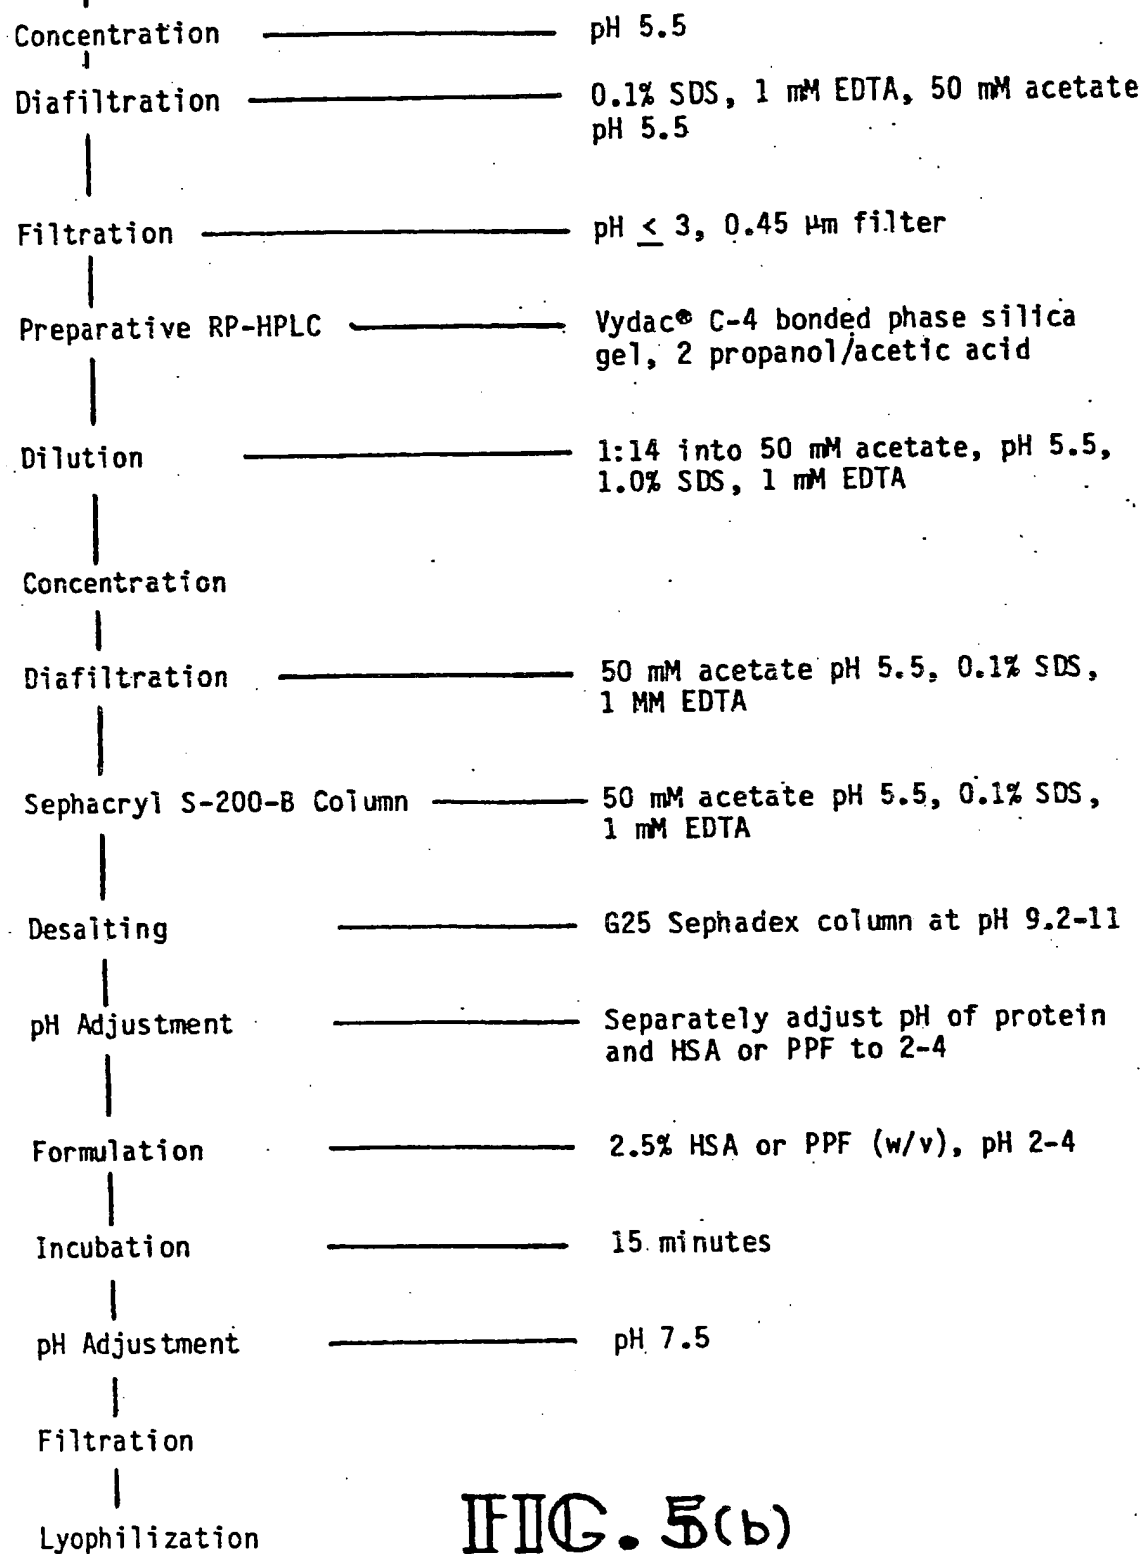 Concentration pH 5.5
Diafiltration 0.1% SDS, 1 mM EDTA, 50 mM acetate
pH 5.5
Filtration pH ≤ 3, 0.45 µm filter
Preparative RP-HPLC Vydac® C-4 bonded phase silica
gel, 2 propanol/acetic acid
Dilution 1:14 into 50 mM acetate, pH 5.5,
1.0% SDS, 1 mM EDTA
Concentration
Diafiltration 50 mM acetate pH 5.5, 0.1% SDS,
1 MM EDTA
Sephacryl S-200-B Column 50 mM acetate pH 5.5, 0.1% SDS,
1 mM EDTA
Desalting G25 Sephadex column at pH 9.2-11
pH Adjustment Separately adjust pH of protein
and HSA or PPF to 2-4
Formulation 2.5% HSA or PPF (w/v), pH 2-4
Incubation 15 minutes
pH Adjustment pH 7.5
Filtration
Lyophilization
FIG. 5(b)